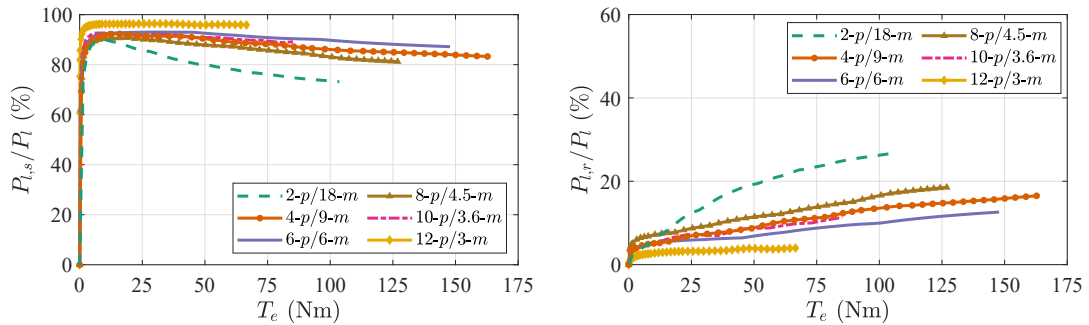 100
80
60
40
20
0
P_{l,s}/P_l (%)
2-p/18-m 8-p/4.5-m
4-p/9-m 10-p/3.6-m
6-p/6-m 12-p/3-m
0 25 50 75 100 125 150 175
T_e (Nm)
60
40
20
0
P_{l,r}/P_l (%)
2-p/18-m 8-p/4.5-m
4-p/9-m 10-p/3.6-m
6-p/6-m 12-p/3-m
0 25 50 75 100 125 150 175
T_e (Nm)